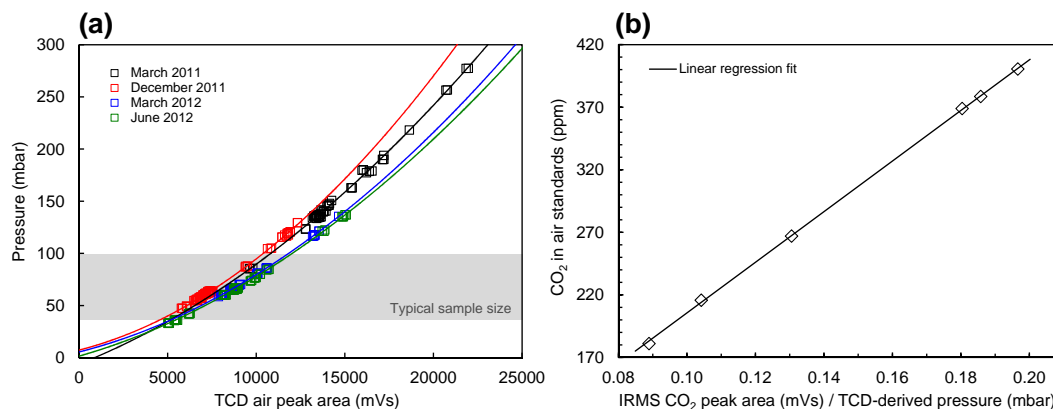 (a)
300
250
200
150
100
50
0
Pressure (mbar)
March 2011
December 2011
March 2012
June 2012
Typical sample size
0
5000
10000
15000
20000
25000
TCD air peak area (mVs)
(b)
420
370
320
270
220
170
CO₂ in air standards (ppm)
Linear regression fit
0.08
0.10
0.12
0.14
0.16
0.18
0.20
IRMS CO₂ peak area (mVs) / TCD-derived pressure (mbar)